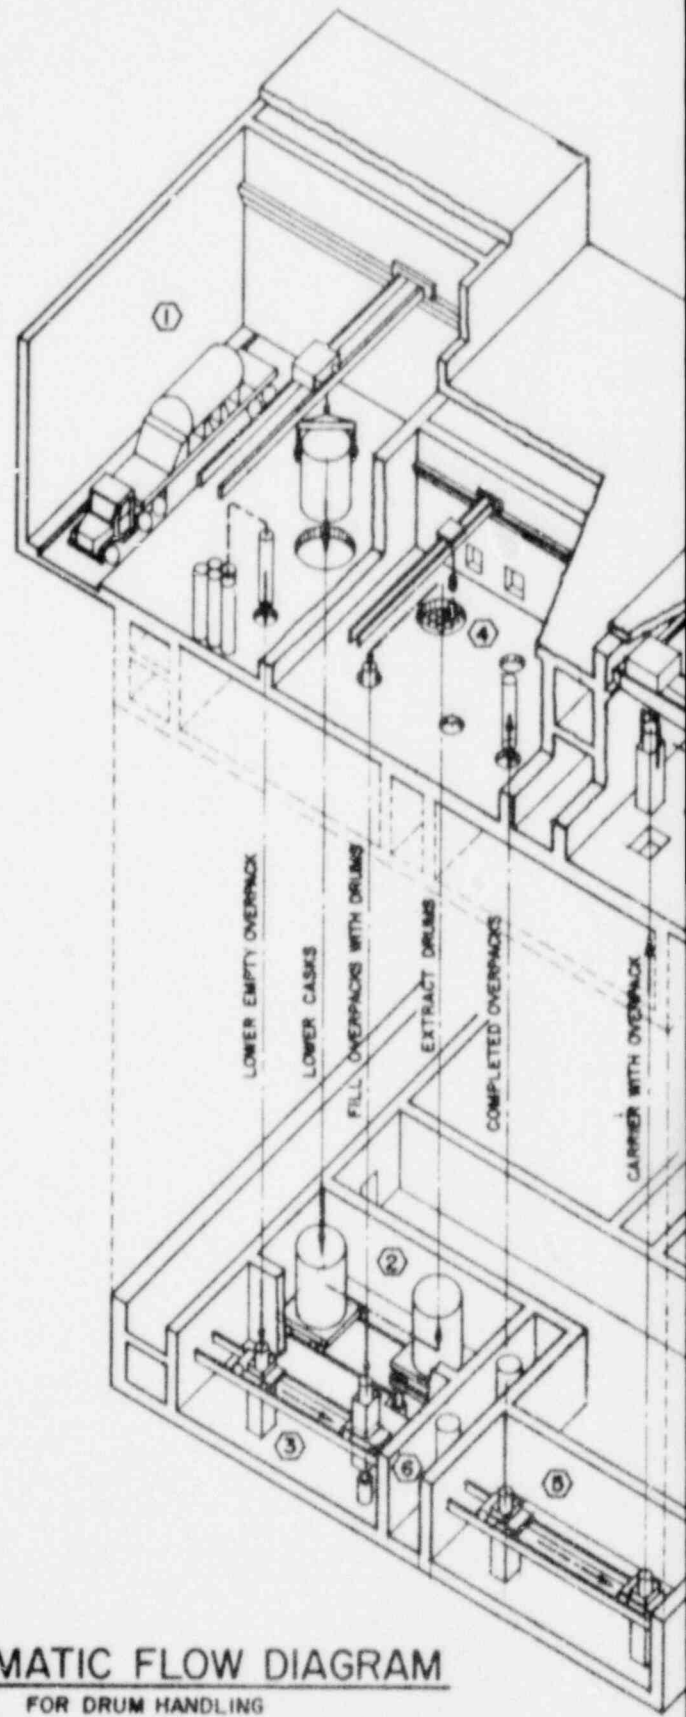 1
4
LOWER EMPTY OVERPACK
LOWER CASKS
FILL OVERPACKS WITH DRUMS
EXTRACT DRUMS
COMPLETED OVERPACKS
CARRIER WITH OVERPACK
2
3
6
5
MATIC FLOW DIAGRAM
FOR DRUM HANDLING